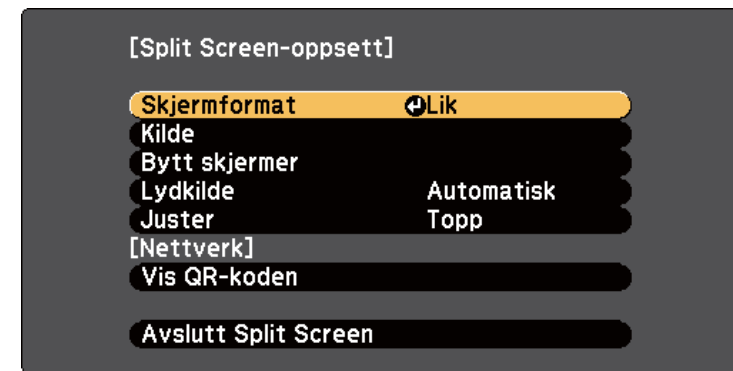 [Split Screen-oppsett]
Skjermformat Lik
Kilde
Bytt skjermer
Lydkilde Automatisk
Juster Topp
[Nettverk]
Vis QR-koden
Avslutt Split Screen